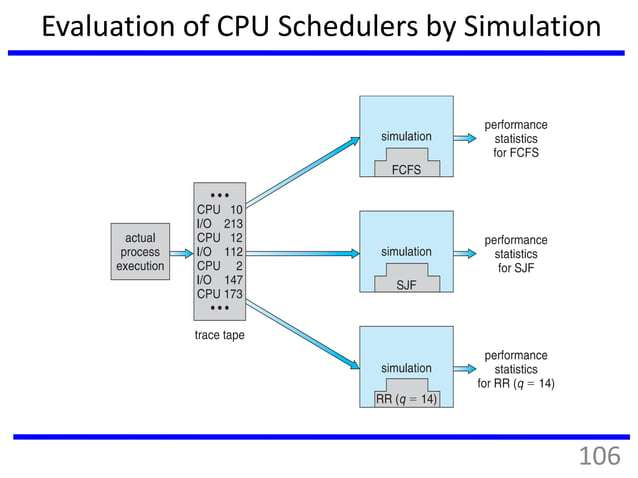 Evaluation of CPU Schedulers by Simulation
actual
process
execution
•••
CPU 10
I/O 213
CPU 12
I/O 112
CPU 2
I/O 147
CPU 173
•••
trace tape
simulation
FCFS
performance
statistics
for FCFS
simulation
SJF
performance
statistics
for SJF
simulation
RR (q = 14)
performance
statistics
for RR (q = 14)
106